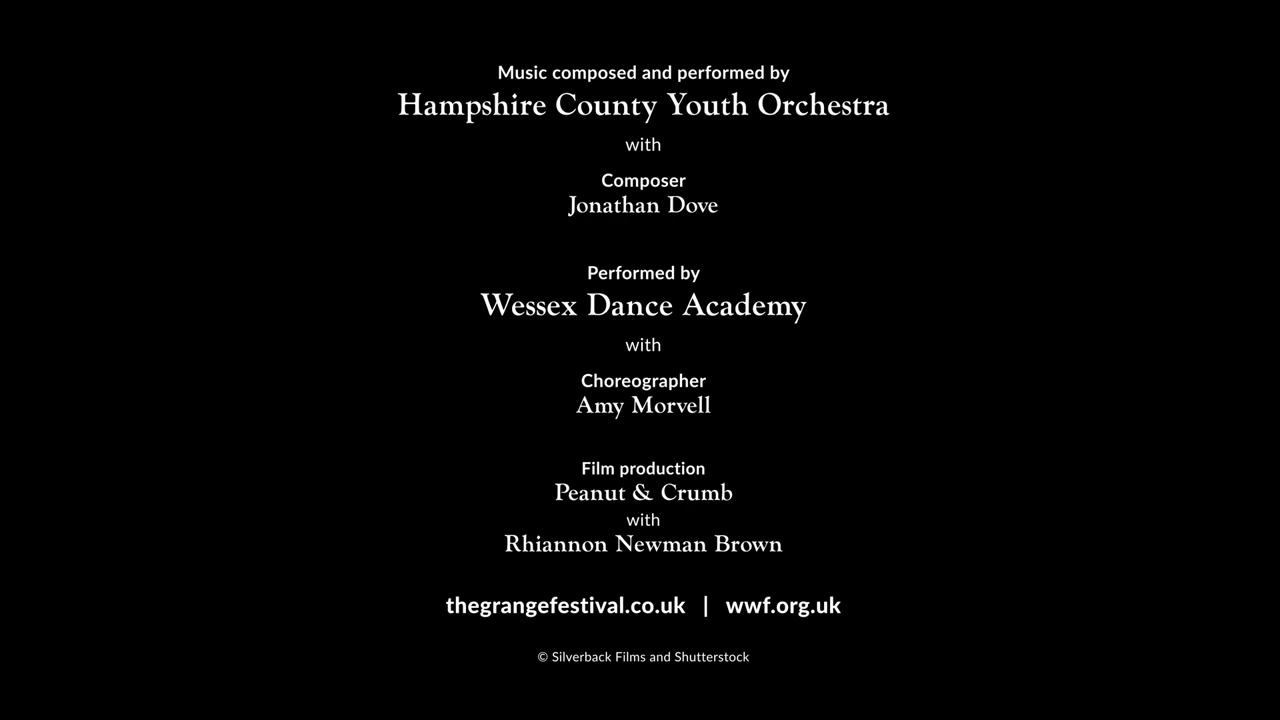 Music composed and performed by
Hampshire County Youth Orchestra
with
Composer
Jonathan Dove
Performed by
Wessex Dance Academy
with
Choreographer
Amy Morvell
Film production
Peanut & Crumb
with
Rhiannon Newman Brown
thegrangefestival.co.uk | wwf.org.uk
© Silverback Films and Shutterstock